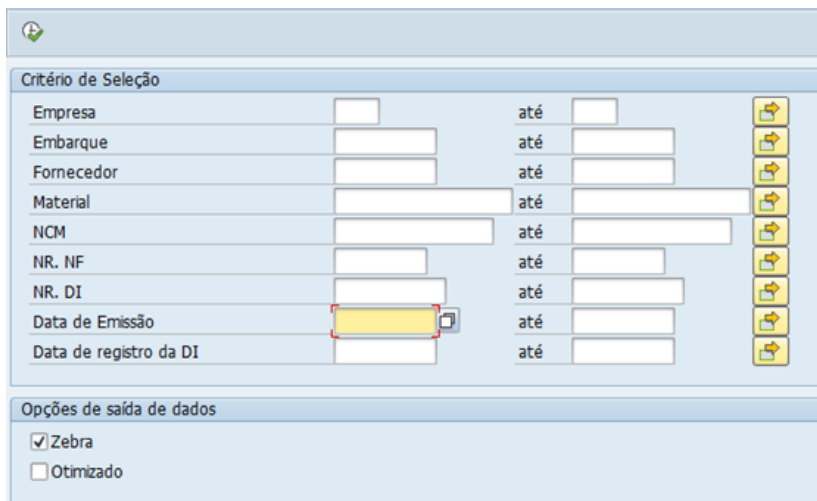 Critério de Seleção
Empresa até
Embarque até
Fornecedor até
Material até
NCM até
NR. NF até
NR. DI até
Data de Emissão até
Data de registro da DI até
Opções de saída de dados
Zebra
Otimizado